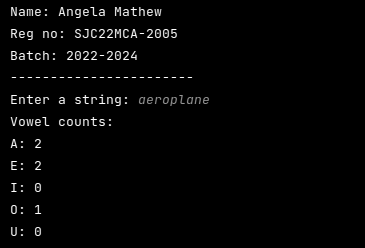 Name: Angela Mathew
Reg no: SJC22MCA-2005
Batch: 2022-2024
-----------------------
Enter a string: aeroplane
Vowel counts:
A: 2
E: 2
I: 0
O: 1
U: 0